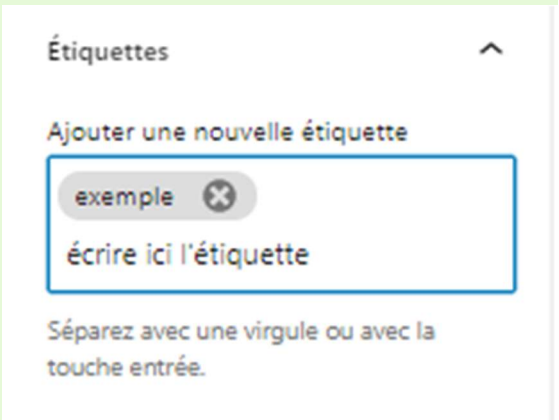 Étiquettes
Ajouter une nouvelle étiquette
exemple
écrire ici l'étiquette
Séparez avec une virgule ou avec la
touche entrée.